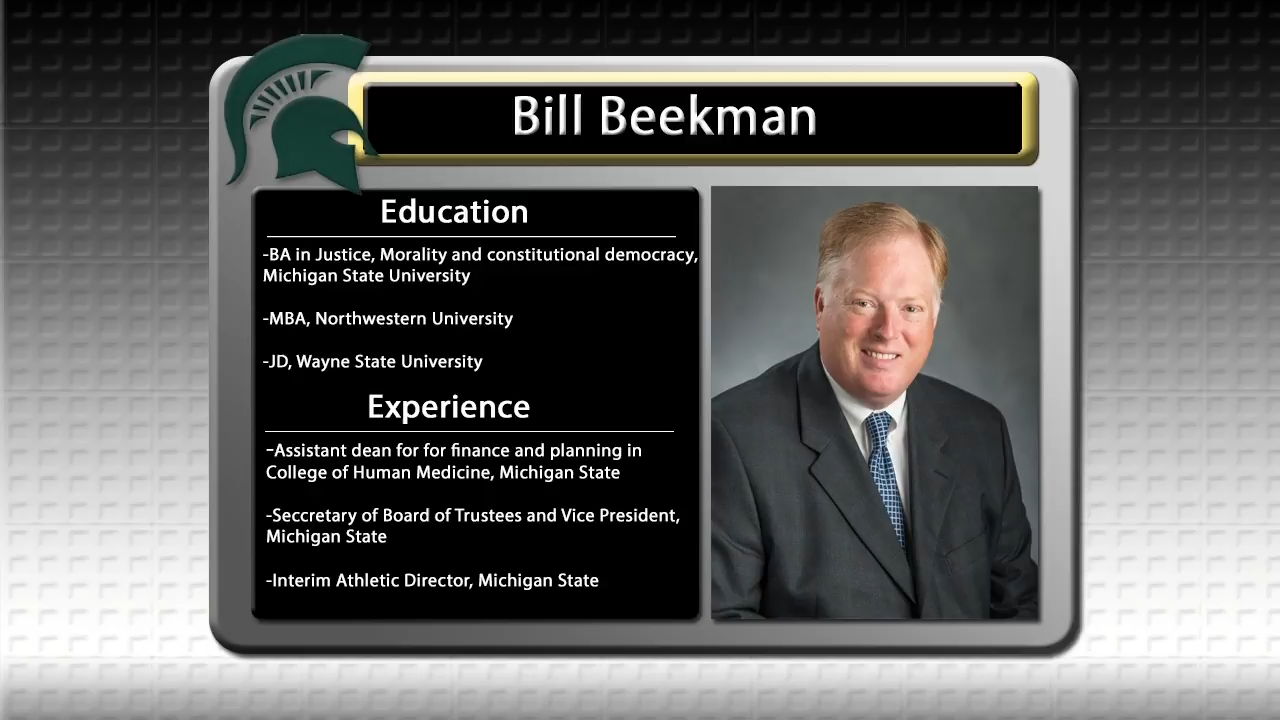 Bill Beekman
Education
-BA in Justice, Morality and constitutional democracy,
Michigan State University
-MBA, Northwestern University
-JD, Wayne State University
Experience
-Assistant dean for for finance and planning in
College of Human Medicine, Michigan State
-Seccretary of Board of Trustees and Vice President,
Michigan State
-Interim Athletic Director, Michigan State